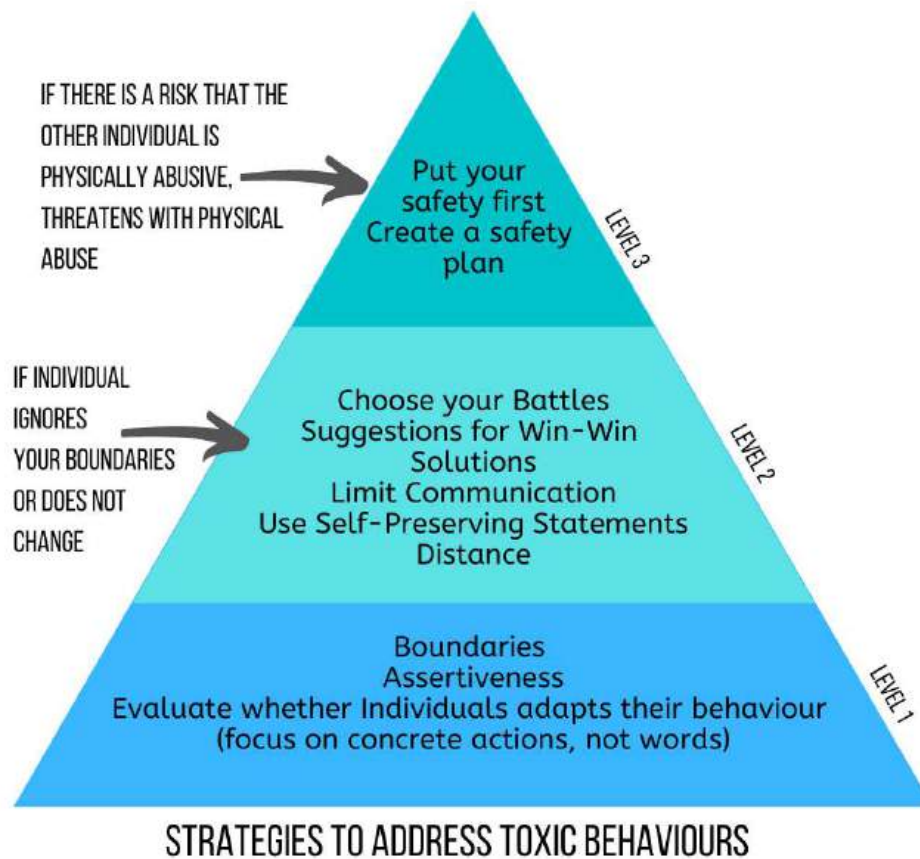 IF THERE IS A RISK THAT THE
OTHER INDIVIDUAL IS
PHYSICALLY ABUSIVE,
THREATENS WITH PHYSICAL
ABUSE
Put your
safety first
Create a safety
plan
LEVEL 3
IF INDIVIDUAL
IGNORES
YOUR BOUNDARIES
OR DOES NOT
CHANGE
Choose your Battles
Suggestions for Win-Win
Solutions
Limit Communication
Use Self-Preserving Statements
Distance
LEVEL 2
Boundaries
Assertiveness
Evaluate whether Individuals adapts their behaviour
(focus on concrete actions, not words)
LEVEL 1
STRATEGIES TO ADDRESS TOXIC BEHAVIOURS